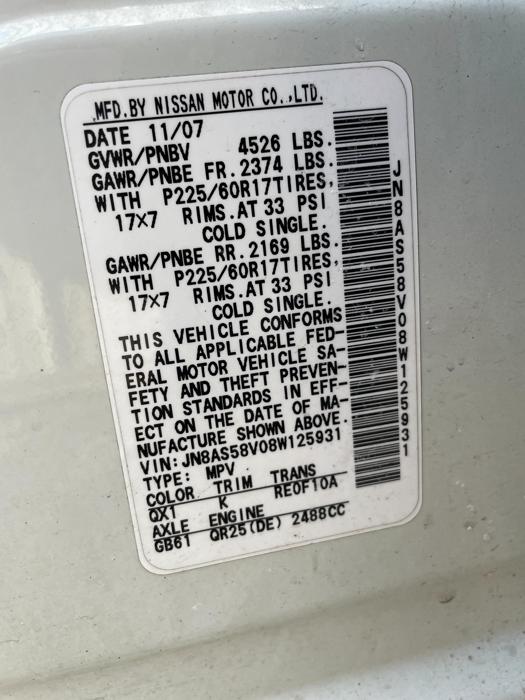 MFD.BY NISSAN MOTOR CO.,LTD.
DATE 11/07
GVWR/PNBV 4526 LBS.
GAWR/PNBE FR.2374 LBS.
WITH P225/60R17TIRES,
17x7 RIMS.AT 33 PSI
COLD SINGLE.
GAWR/PNBE RR.2169 LBS.
WITH P225/60R17TIRES,
17x7 RIMS.AT 33 PSI
COLD SINGLE.
THIS VEHICLE CONFORMS
TO ALL APPLICABLE FED-
ERAL MOTOR VEHICLE SA-
FETY AND THEFT PREVEN-
TION STANDARDS IN EFF-
ECT ON THE DATE OF MA-
NUFACTURE SHOWN ABOVE.
VIN:JN8AS58V08W125931
TYPE: MPV
COLOR TRIM TRANS
QX1 K RE0F10A
AXLE ENGINE
GB61 QR25(DE) 2488CC
JN8AS58V08W125931